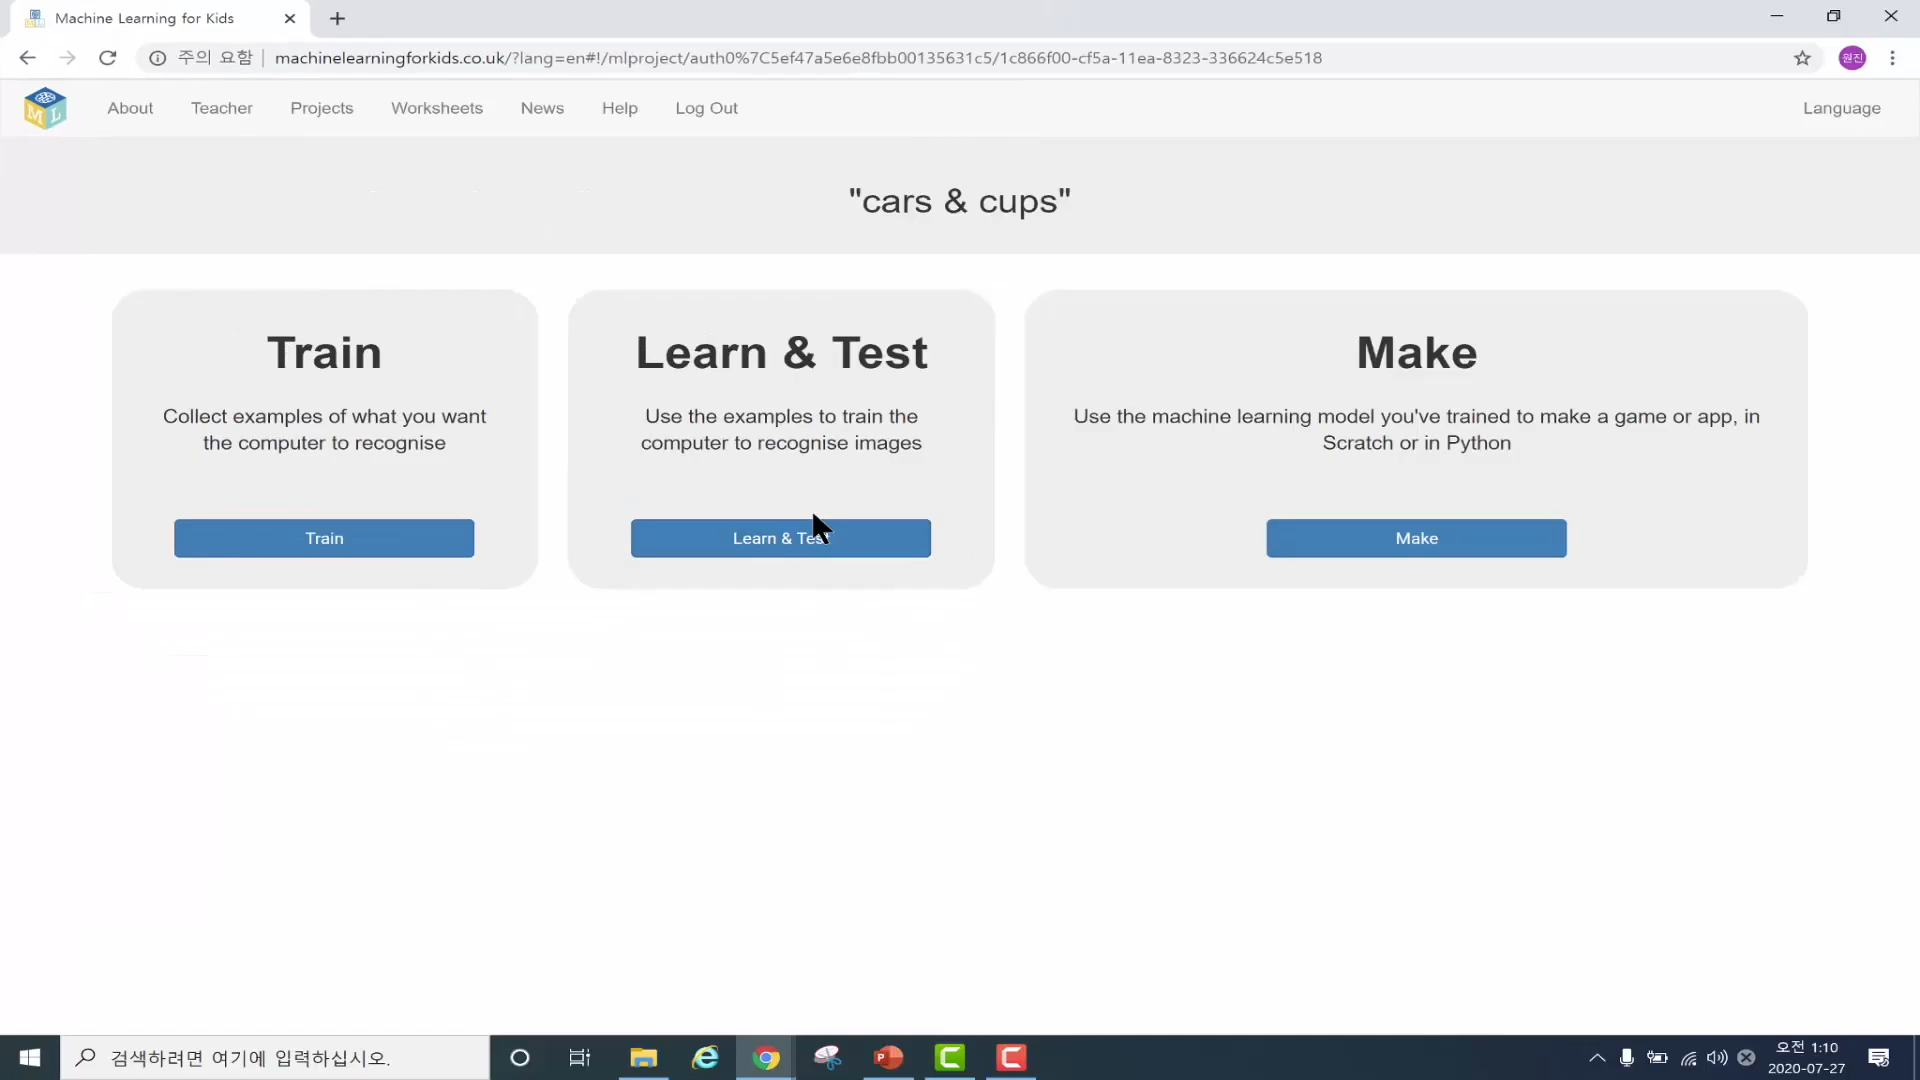 Machine Learning for Kids
주의 요함 machinelearningforkids.co.uk/?lang=en#!/mlproject/auth0%7C5ef47a5e6e8fbb00135631c5/1c866f00-cf5a-11ea-8323-336624c5e518 원진
About Teacher Projects Worksheets News Help Log Out Language
"cars & cups"
Train
Collect examples of what you want
the computer to recognise
Train
Learn & Test
Use the examples to train the
computer to recognise images
Learn & Test
Make
Use the machine learning model you've trained to make a game or app, in
Scratch or in Python
Make
검색하려면 여기에 입력하십시오.
오전 1:10
2020-07-27